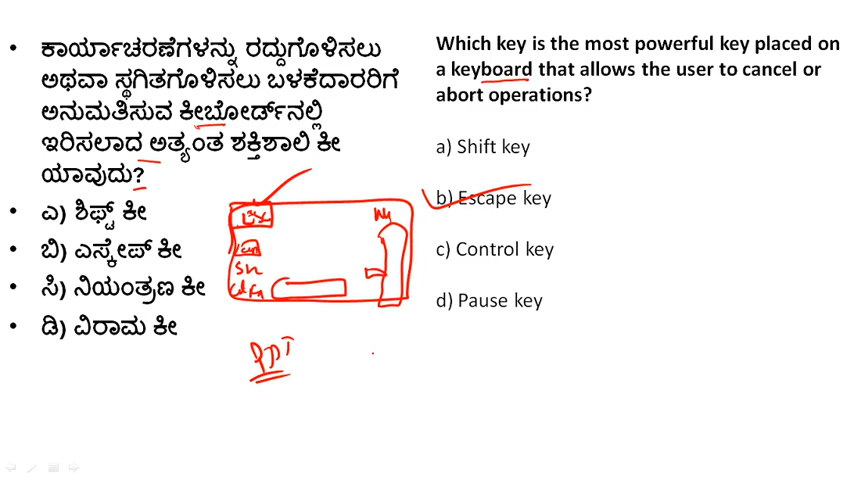 ಕಾರ್ಯಾಚರಣೆಗಳನ್ನು ರದ್ದುಗೊಳಿಸಲು
ಅಥವಾ ಸ್ಥಗಿತಗೊಳಿಸಲು ಬಳಕೆದಾರರಿಗೆ
ಅನುಮತಿಸುವ ಕೀಬೋರ್ಡ್‌ನಲ್ಲಿ
ಇರಿಸಲಾದ ಅತ್ಯಂತ ಶಕ್ತಿಶಾಲಿ ಕೀ
ಯಾವುದು?
ಎ) ಶಿಫ್ಟ್ ಕೀ
ಬಿ) ಎಸ್ಕೇಪ್ ಕೀ
ಸಿ) ನಿಯಂತ್ರಣ ಕೀ
ಡಿ) ವಿರಾಮ ಕೀ
PPT
Which key is the most powerful key placed on
a keyboard that allows the user to cancel or
abort operations?
a) Shift key
b) Escape key
c) Control key
d) Pause key